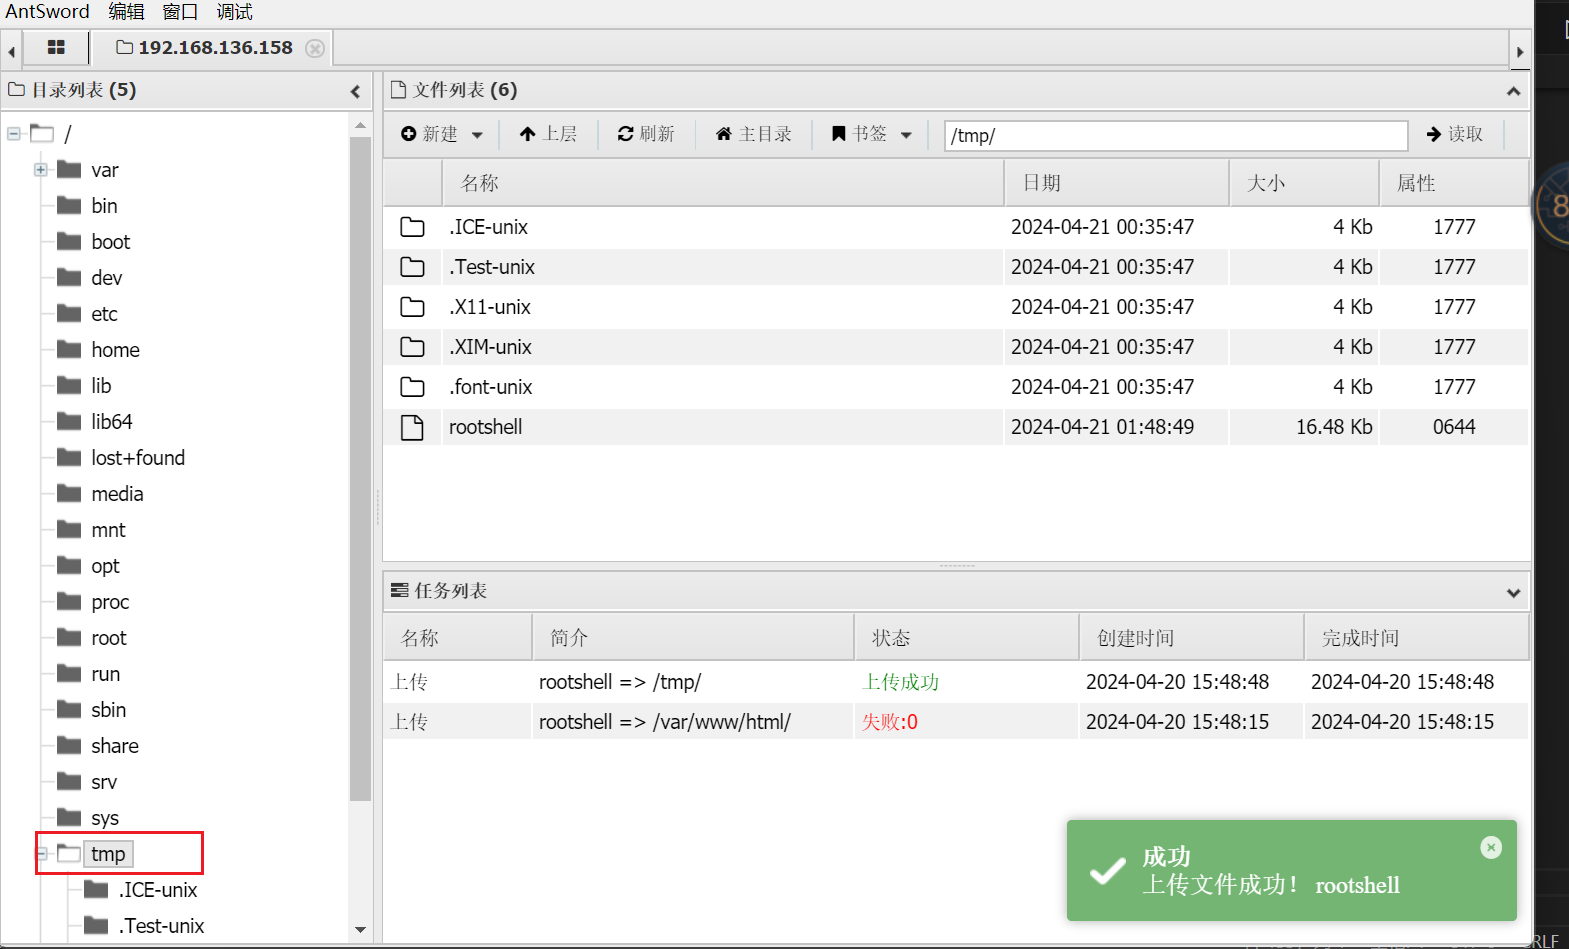 AntSword 编辑 窗口 调试
192.168.136.158
目录列表 (5)
/
var
bin
boot
dev
etc
home
lib
lib64
lost+found
media
mnt
opt
proc
root
run
sbin
share
srv
sys
tmp
.ICE-unix
.Test-unix
文件列表 (6)
新建 上层 刷新 主目录 书签 /tmp/ 读取
名称 日期 大小 属性
.ICE-unix 2024-04-21 00:35:47 4 Kb 1777
.Test-unix 2024-04-21 00:35:47 4 Kb 1777
.X11-unix 2024-04-21 00:35:47 4 Kb 1777
.XIM-unix 2024-04-21 00:35:47 4 Kb 1777
.font-unix 2024-04-21 00:35:47 4 Kb 1777
rootshell 2024-04-21 01:48:49 16.48 Kb 0644
任务列表
名称 简介 状态 创建时间 完成时间
上传 rootshell => /tmp/ 上传成功 2024-04-20 15:48:48 2024-04-20 15:48:48
上传 rootshell => /var/www/html/ 失败:0 2024-04-20 15:48:15 2024-04-20 15:48:15
成功
上传文件成功! rootshell
8
RLF